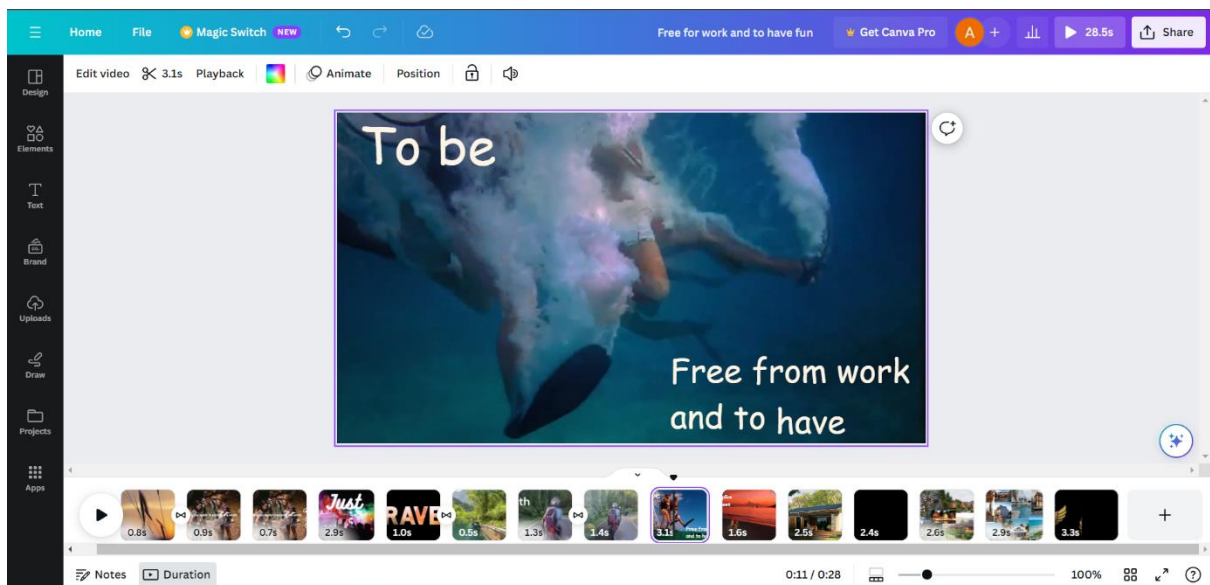 Home File Magic Switch NEW Free for work and to have fun Get Canva Pro A + 28.5s Share
Edit video 3.1s Playback Animate Position
Design
Elements
Text
Brand
Uploads
Draw
Projects
Apps
To be
Free from work
and to have
0.8s 0.9s 0.7s Just 2.9s RAVE 1.0s 0.5s th 1.3s 1.4s 3.1s 1.6s 2.5s 2.4s 2.6s 2.9s 3.3s +
Notes Duration 0:11 / 0:28 100% ?